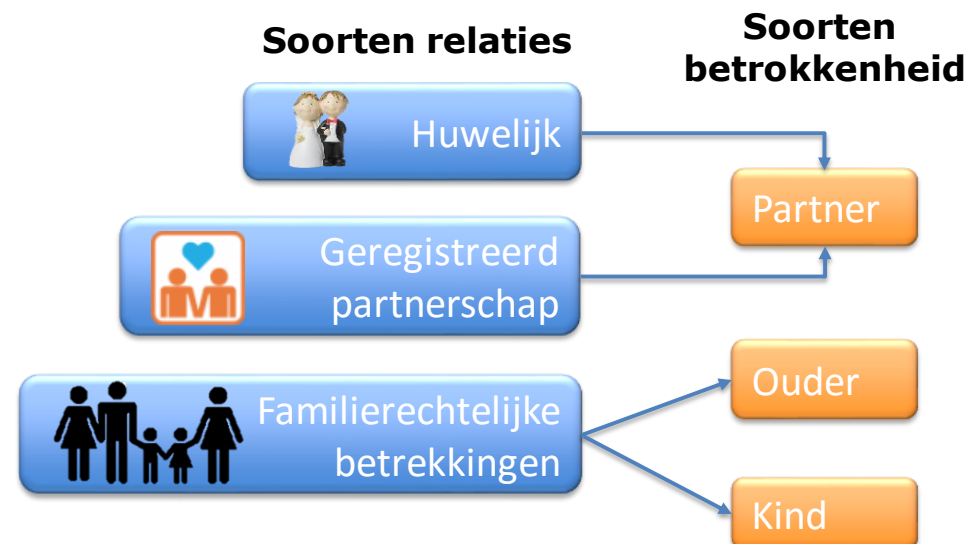 Soorten relaties
Soorten
betrokkenheid
Huwelijk
Partner
Geregistreerd
partnerschap
Ouder
Familierechtelijke
betrekkingen
Kind